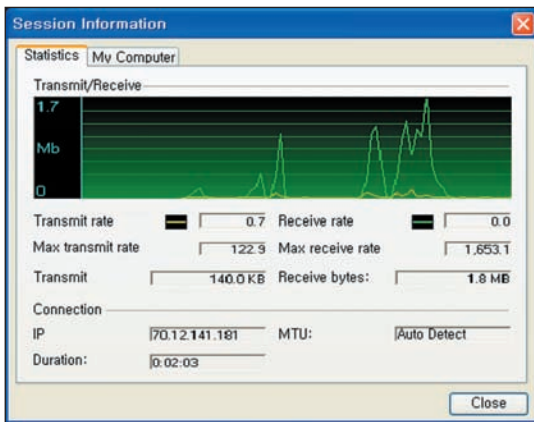 Session Information
Statistics My Computer
Transmit/Receive
1.7
Mb
0
Transmit rate 0.7 Receive rate 0.0
Max transmit rate 122.9 Max receive rate 1,653.1
Transmit 140.0 KB Receive bytes: 1.8 MB
Connection
IP 70.12.141.181 MTU: Auto Detect
Duration: 0:02:03
Close